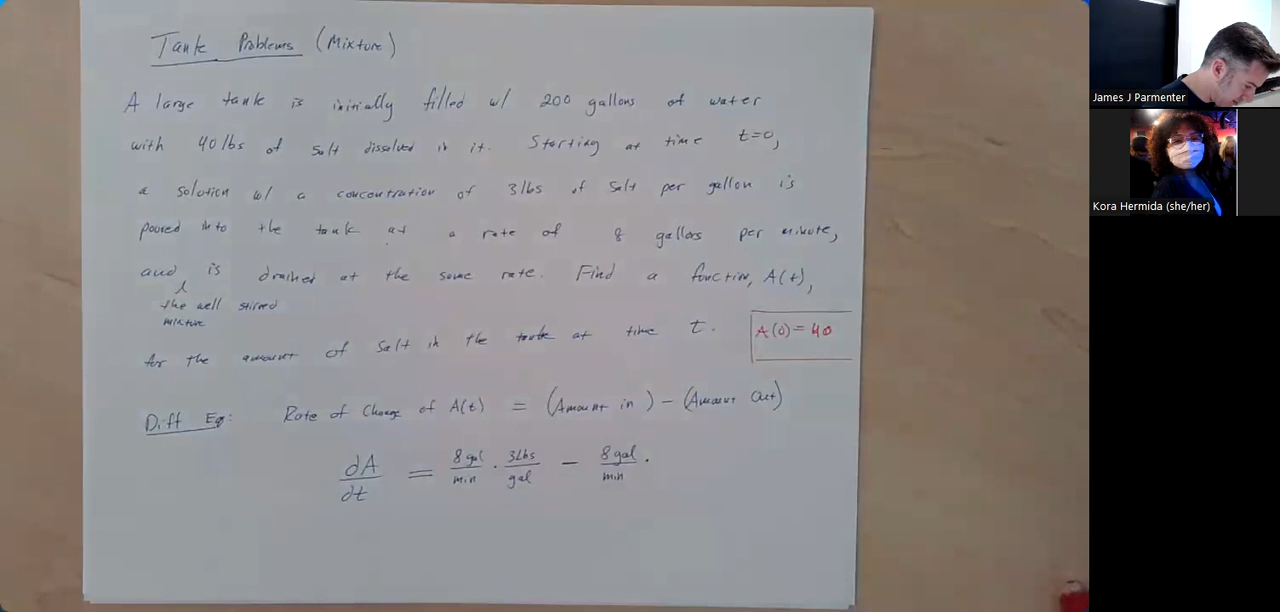 Tank Problems (Mixture)
A large tank is initially filled w/ 200 gallons of water
with 40 lbs of salt dissolved in it. Starting at time t=0,
a solution w/ a concentration of 3 lbs of salt per gallon is
poured into the tank at a rate of 8 gallons per minute,
and is drained at the same rate. Find a function, A(t),
the well stirred
mixture
for the amount of salt in the tank at time t.
A(0) = 40
Diff Eq: Rate of Change of A(t) = (Amount in) - (Amount Out)
dA/dt = 8 gal/min · 3 Lbs/gal - 8 gal/min ·
James J Parmenter
Kora Hermida (she/her)